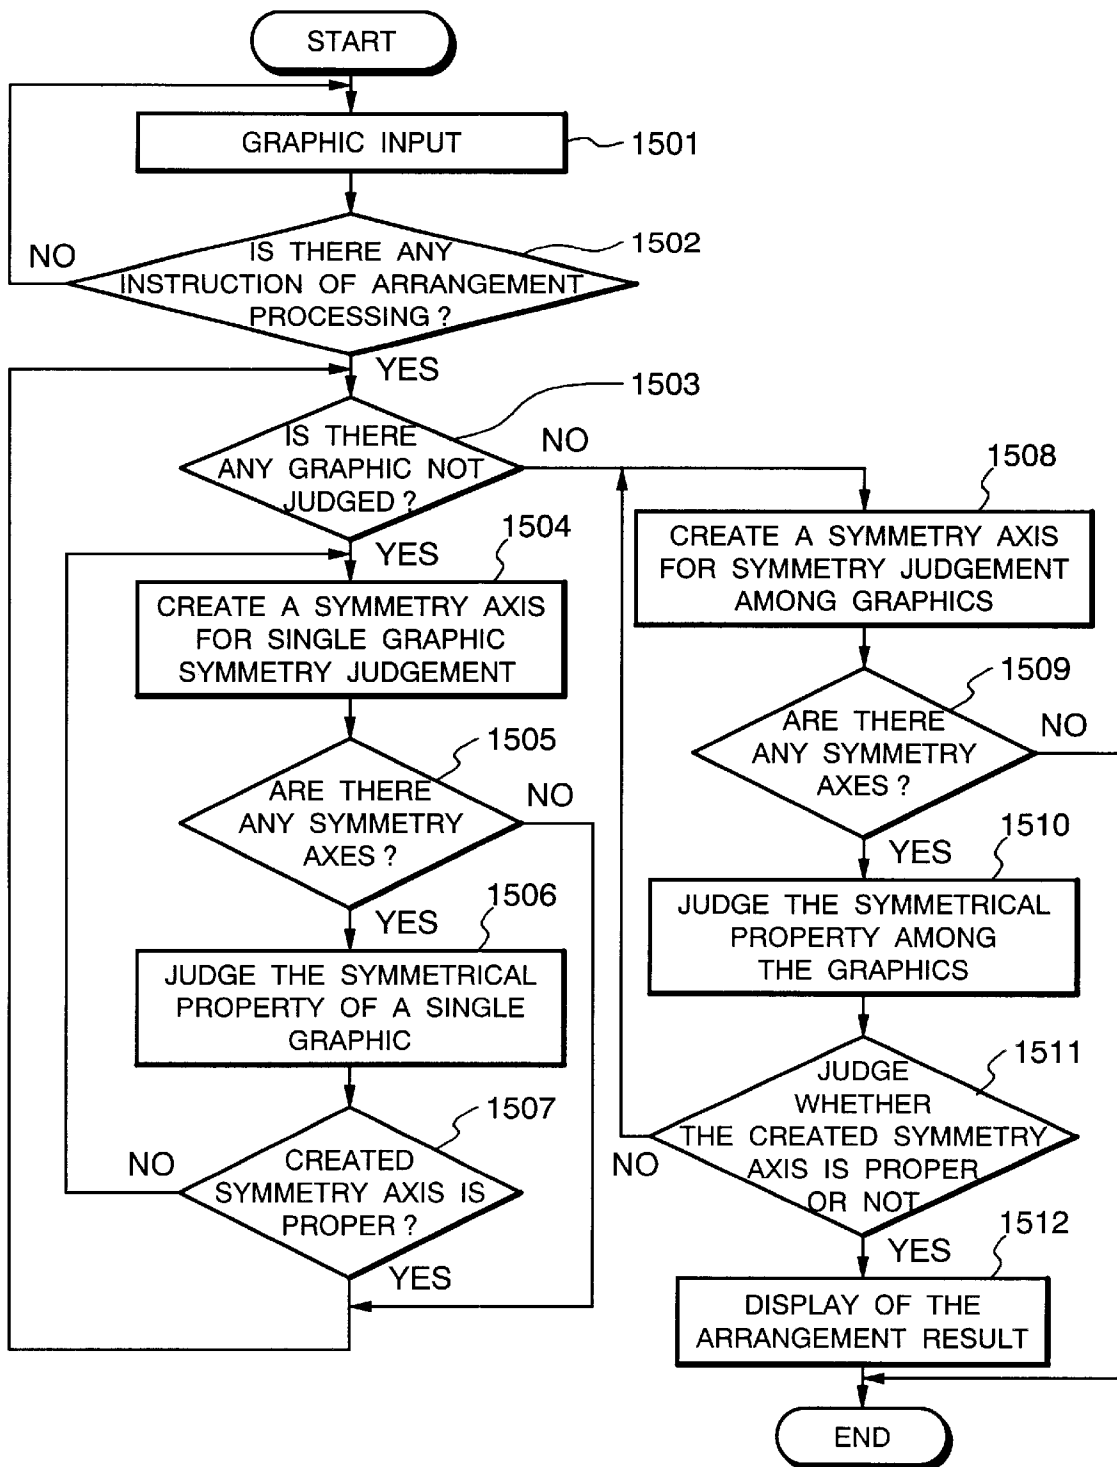 START
GRAPHIC INPUT
1501
IS THERE ANY
INSTRUCTION OF ARRANGEMENT
PROCESSING ?
1502
NO
YES
IS THERE
ANY GRAPHIC NOT
JUDGED ?
1503
NO
YES
1504
CREATE A SYMMETRY AXIS
FOR SINGLE GRAPHIC
SYMMETRY JUDGEMENT
1505
ARE THERE
ANY SYMMETRY
AXES ?
NO
YES
1506
JUDGE THE SYMMETRICAL
PROPERTY OF A SINGLE
GRAPHIC
1507
CREATED
SYMMETRY AXIS IS
PROPER ?
NO
YES
1508
CREATE A SYMMETRY AXIS
FOR SYMMETRY JUDGEMENT
AMONG GRAPHICS
1509
ARE THERE
ANY SYMMETRY
AXES ?
NO
YES
1510
JUDGE THE SYMMETRICAL
PROPERTY AMONG
THE GRAPHICS
1511
JUDGE
WHETHER
THE CREATED SYMMETRY
AXIS IS PROPER
OR NOT
NO
YES
1512
DISPLAY OF THE
ARRANGEMENT RESULT
END